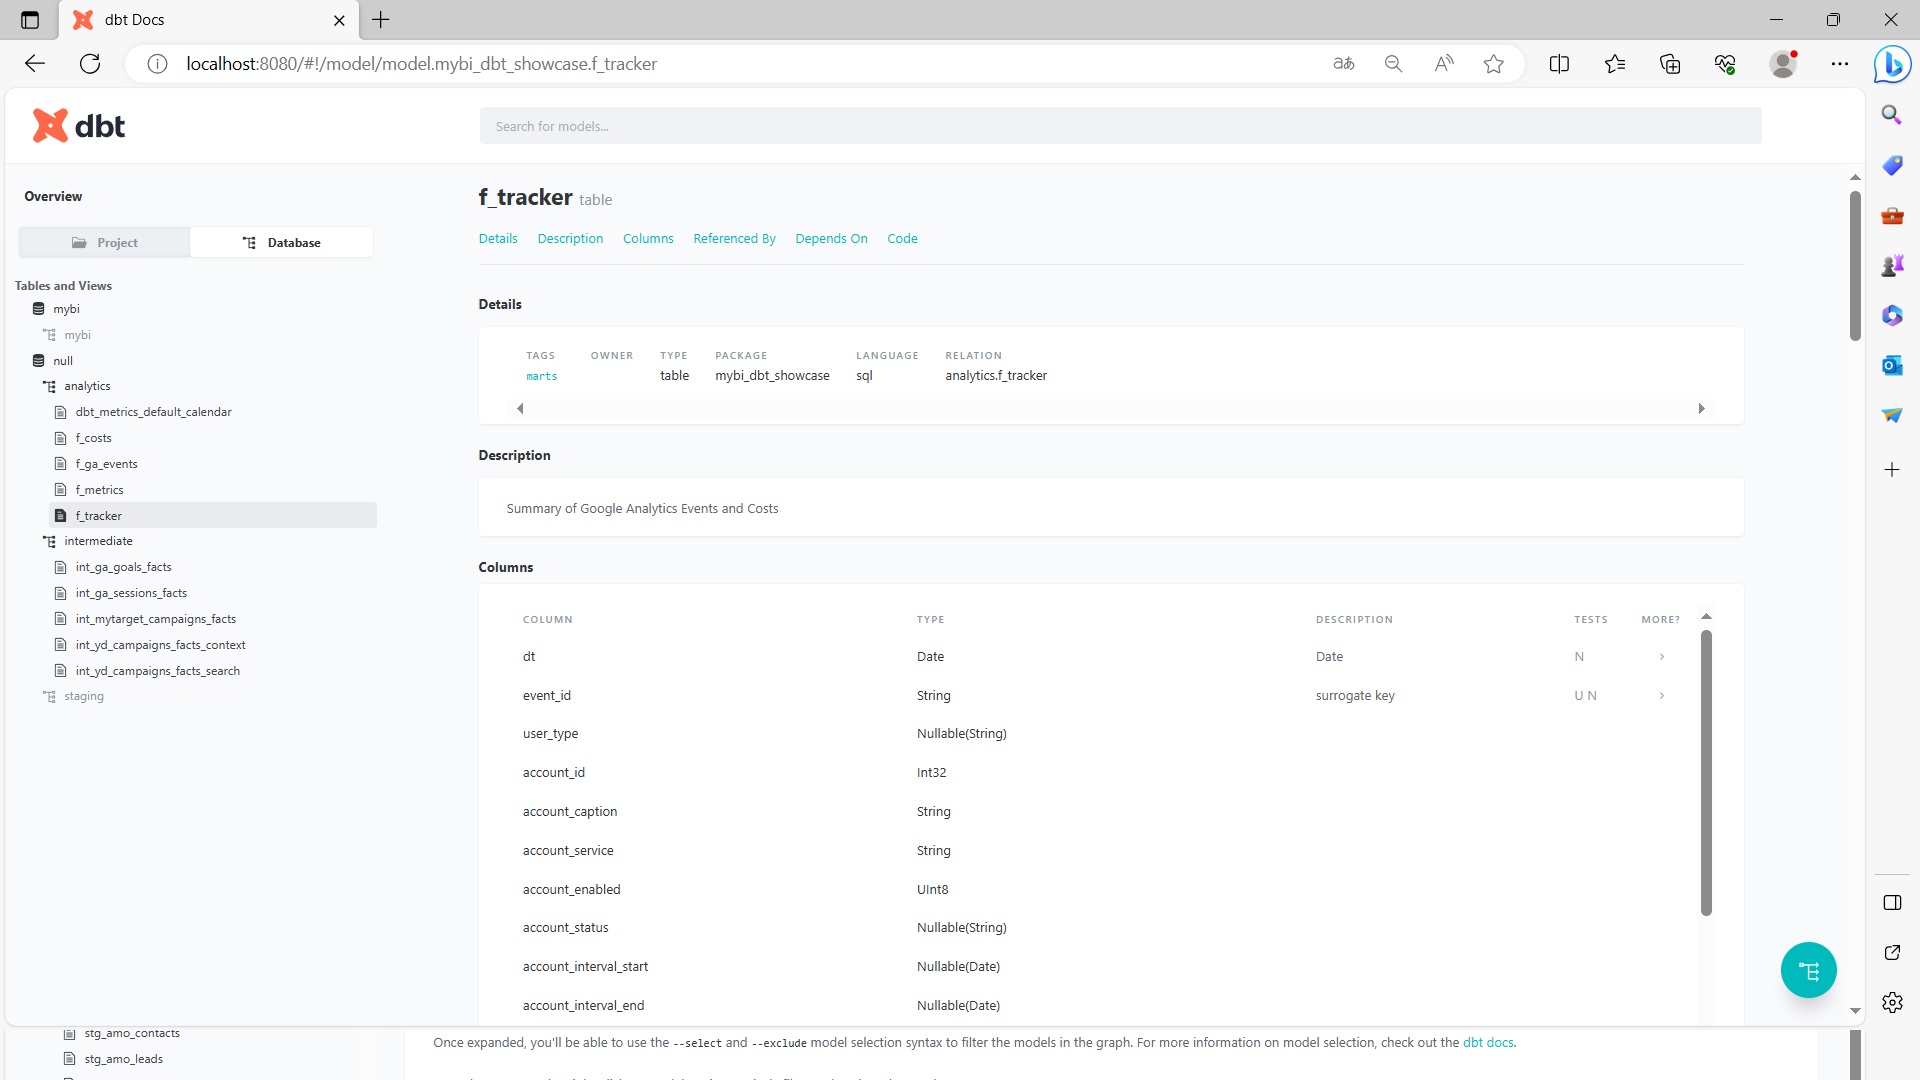 dbt Docs
localhost:8080/#!/model/model.mybi_dbt_showcase.f_tracker
dbt
Search for models...
Overview
Project
Database
Tables and Views
mybi
mybi
null
analytics
dbt_metrics_default_calendar
f_costs
f_ga_events
f_metrics
f_tracker
intermediate
int_ga_goals_facts
int_ga_sessions_facts
int_mytarget_campaigns_facts
int_yd_campaigns_facts_context
int_yd_campaigns_facts_search
staging
f_tracker table
Details Description Columns Referenced By Depends On Code
Details
TAGS OWNER TYPE PACKAGE LANGUAGE RELATION
marts table mybi_dbt_showcase sql analytics.f_tracker
Description
Summary of Google Analytics Events and Costs
Columns
COLUMN TYPE DESCRIPTION TESTS MORE?
dt Date Date N >
event_id String surrogate key U N >
user_type Nullable(String)
account_id Int32
account_caption String
account_service String
account_enabled UInt8
account_status Nullable(String)
account_interval_start Nullable(Date)
account_interval_end Nullable(Date)
stg_amo_contacts
stg_amo_leads
Once expanded, you'll be able to use the --select and --exclude model selection syntax to filter the models in the graph. For more information on model selection, check out the dbt docs.